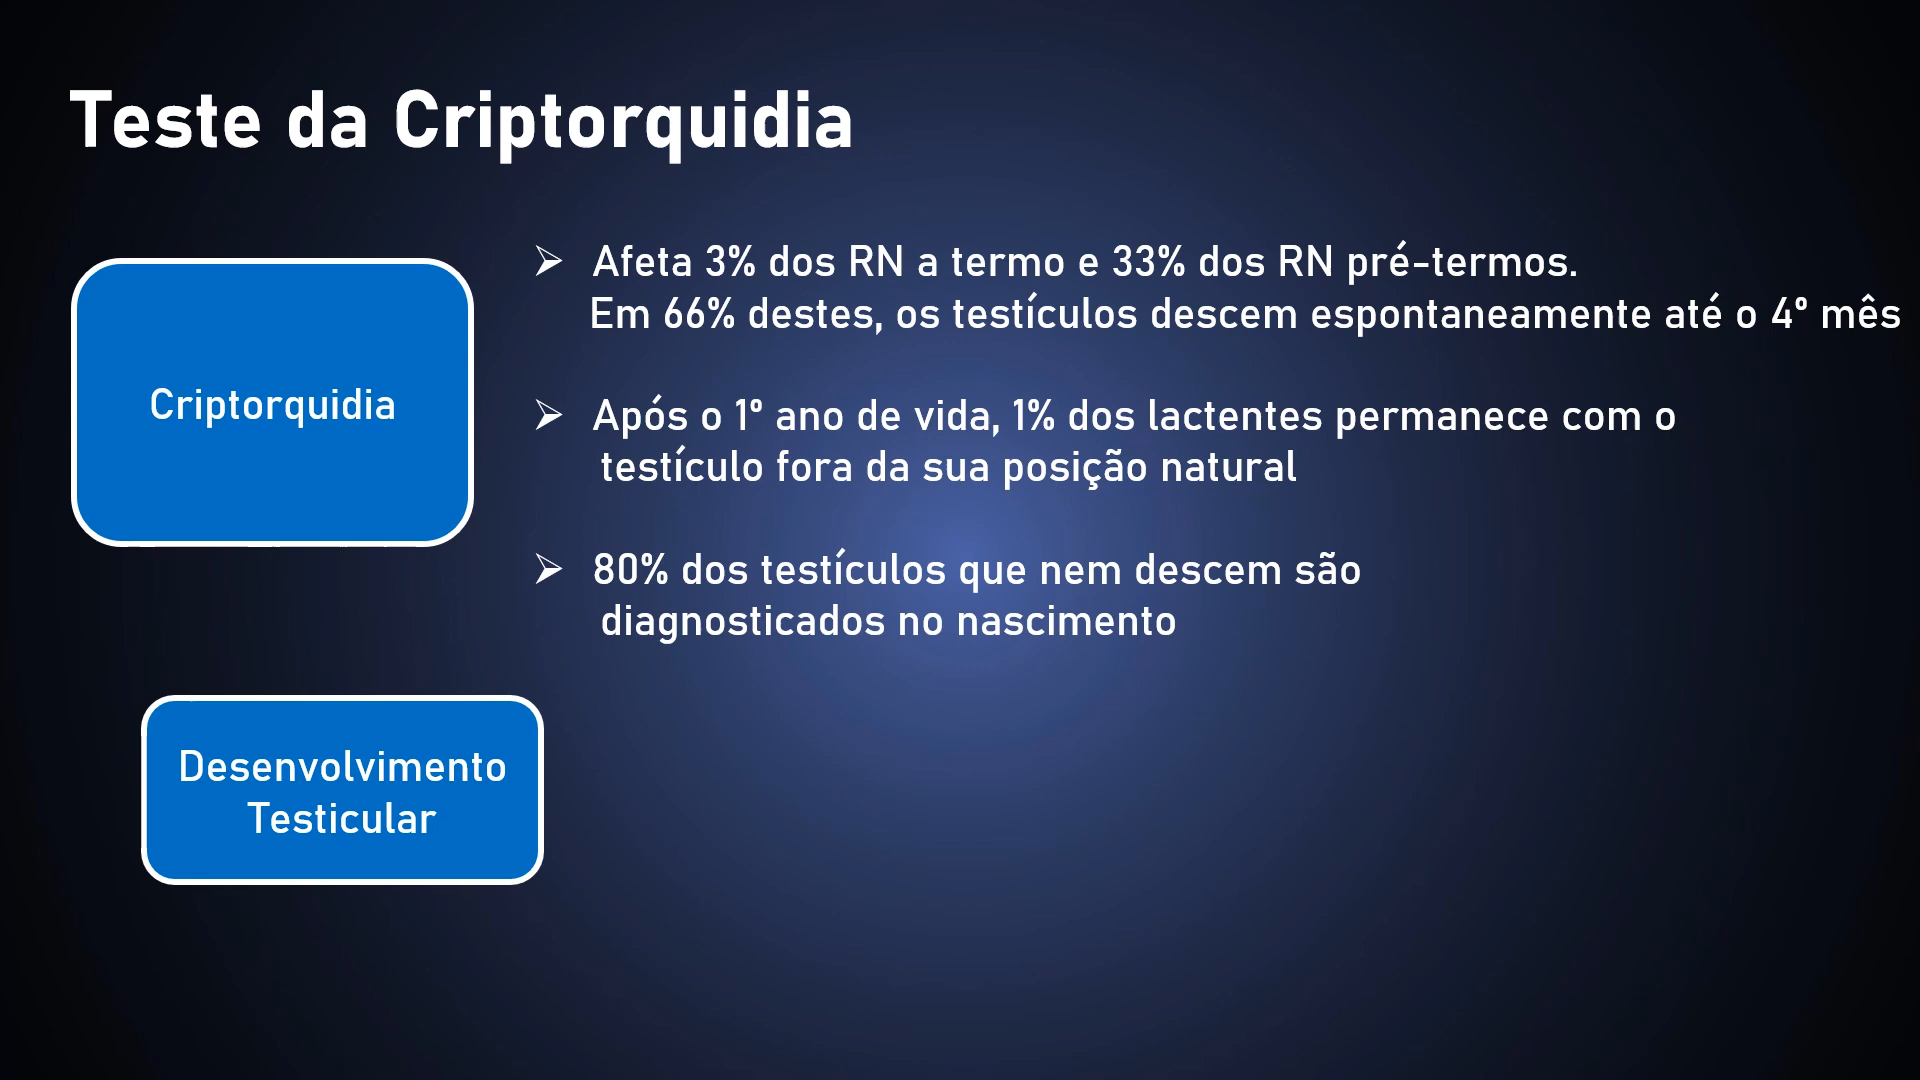 Teste da Criptorquidia
Criptorquidia
➢ Afeta 3% dos RN a termo e 33% dos RN pré-termos.
Em 66% destes, os testículos descem espontaneamente até o 4º mês
➢ Após o 1º ano de vida, 1% dos lactentes permanece com o
testículo fora da sua posição natural
➢ 80% dos testículos que nem descem são
diagnosticados no nascimento
Desenvolvimento
Testicular